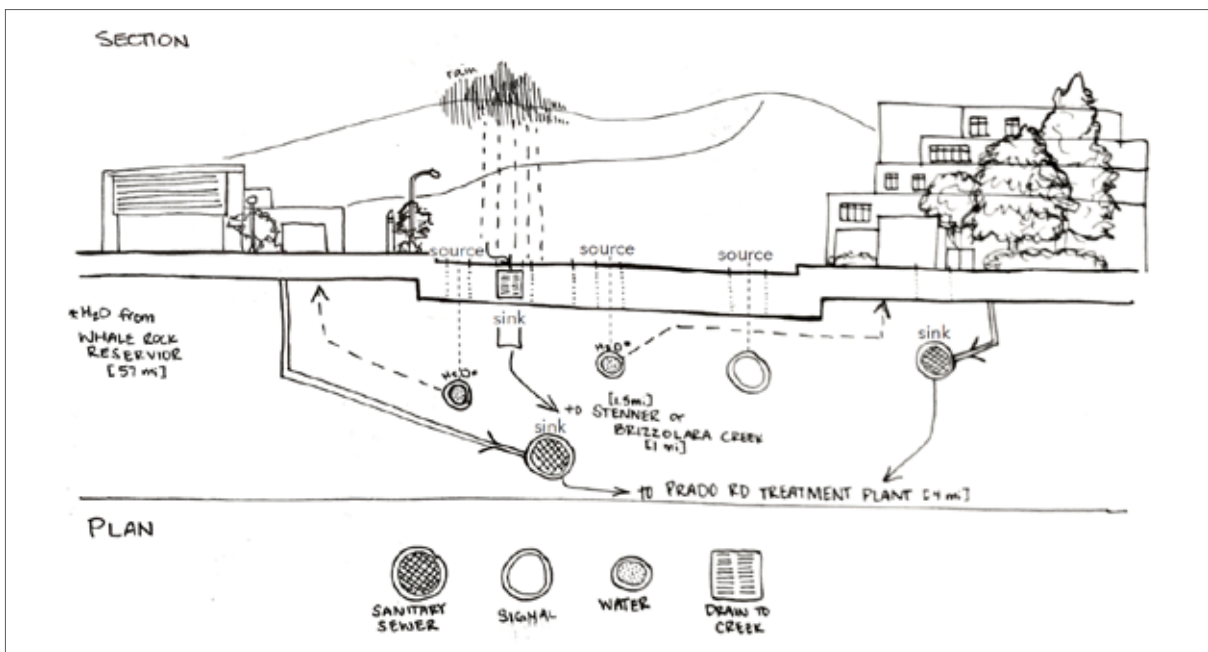 SECTION
rain
source
source
source
sink
*H2O from
WHALE ROCK
RESERVIOR
[57 mi]
H2O*
H2O*
sink
[1.5mi.]
to STENNER or
BRIZZOLARA CREEK
[1 mi]
sink
to PRADO RD TREATMENT PLANT [4 mi]
PLAN
SANITARY
SEWER
SIGNAL
WATER
DRAIN TO
CREEK